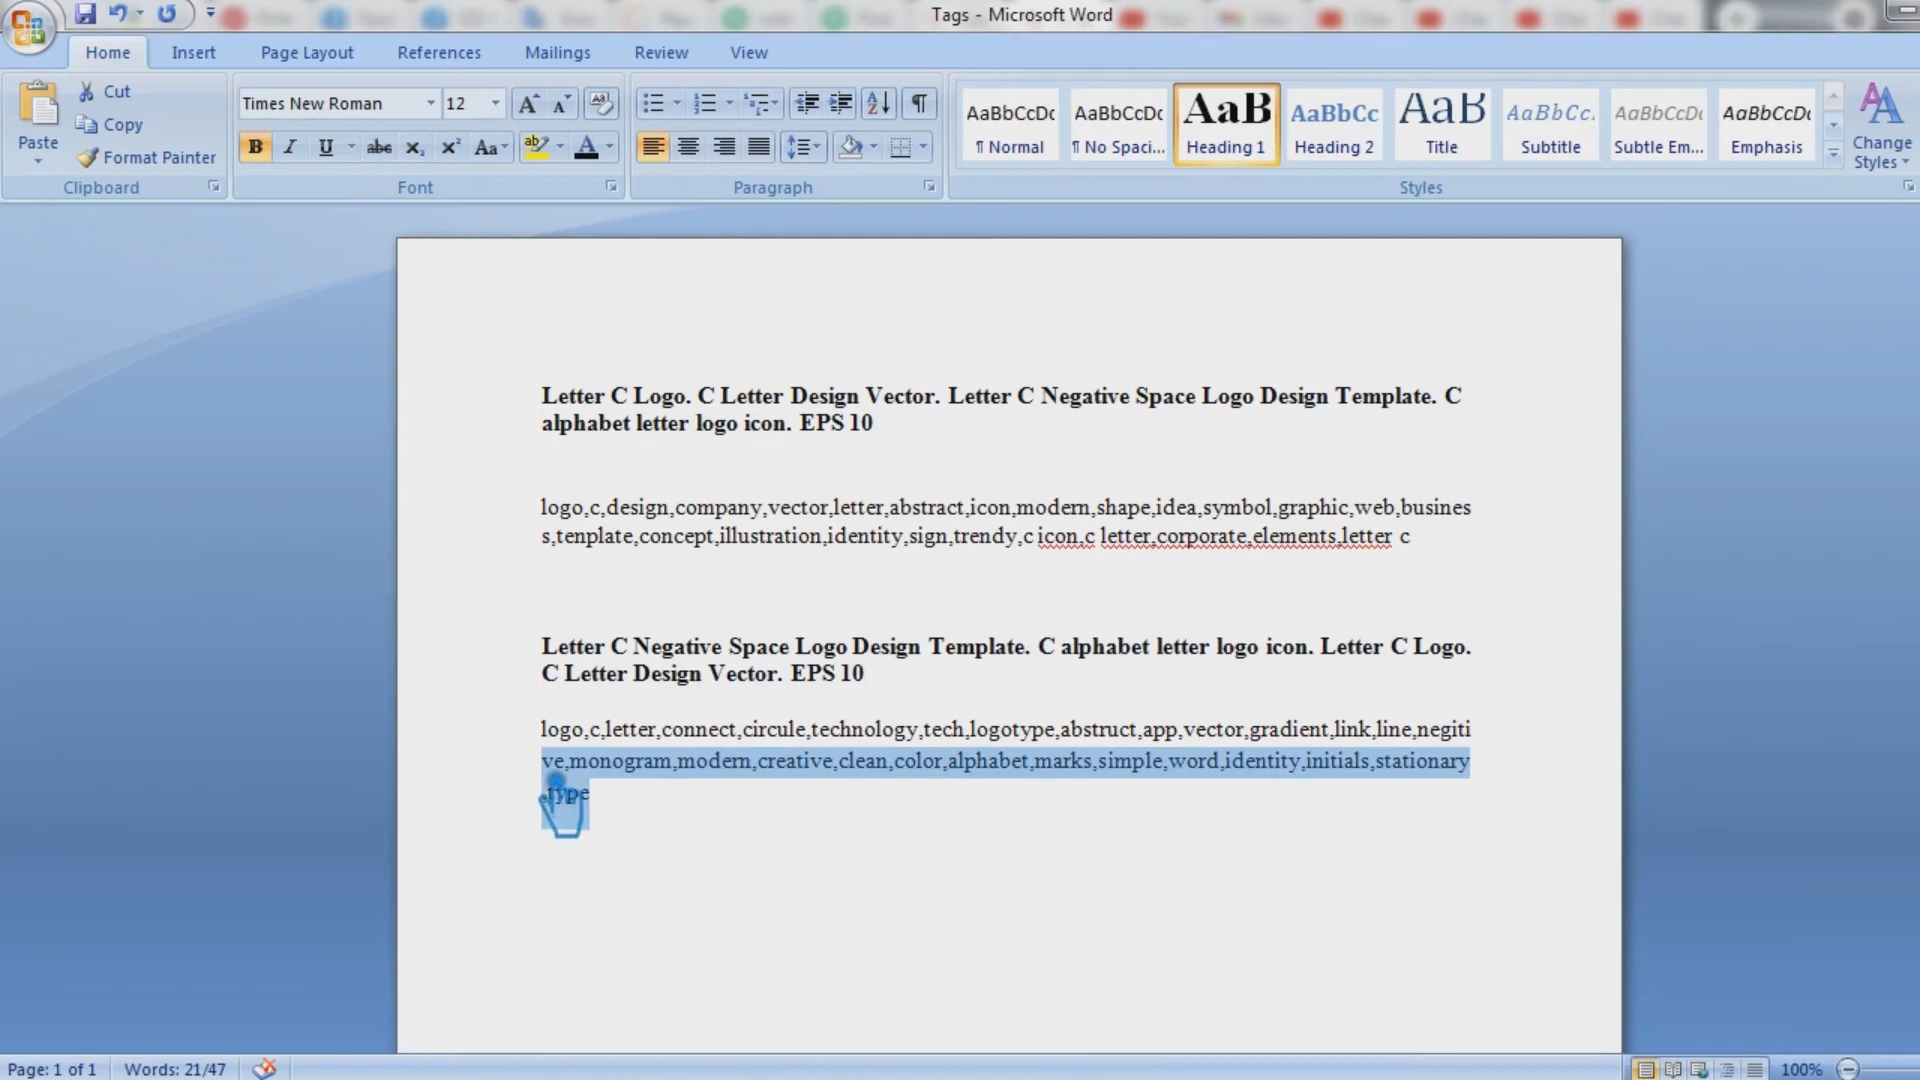 Tags - Microsoft Word
Home Insert Page Layout References Mailings Review View
Paste
Cut
Copy
Format Painter
Clipboard
Times New Roman 12
Font
Paragraph
AaBbCcDc AaBbCcDc AaB AaBbCc AaB AaBbCc. AaBbCcDc AaBbCcDc
¶ Normal ¶ No Spaci... Heading 1 Heading 2 Title Subtitle Subtle Em... Emphasis
Change Styles
Styles
Letter C Logo. C Letter Design Vector. Letter C Negative Space Logo Design Template. C
alphabet letter logo icon. EPS 10
logo,c,design,company,vector,letter,abstract,icon,modern,shape,idea,symbol,graphic,web,busines
s,tenplate,concept,illustration,identity,sign,trendy,c icon,c letter,corporate,elements,letter c
Letter C Negative Space Logo Design Template. C alphabet letter logo icon. Letter C Logo.
C Letter Design Vector. EPS 10
logo,c,letter,connect,circule,technology,tech,logotype,abstruct,app,vector,gradient,link,line,negiti
ve,monogram,modern,creative,clean,color,alphabet,marks,simple,word,identity,initials,stationary
,type
Page: 1 of 1 Words: 21/47 100%